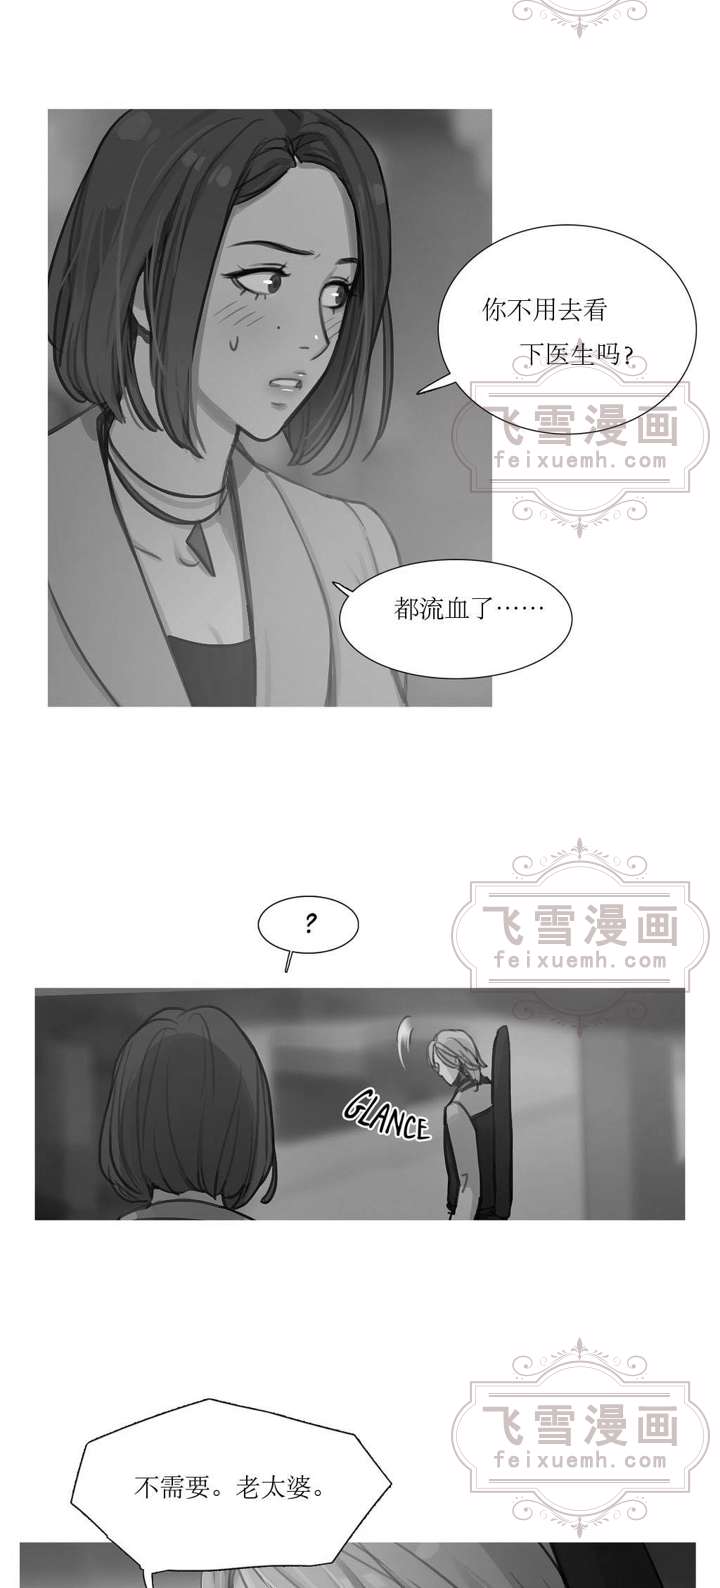 你不用去看
下医生吗?
飞雪漫画
feixuemh.com
都流血了……
?
飞雪漫画
feixuemh.com
GLANCE
飞雪漫画
feixuemh.com
不需要。老太婆。